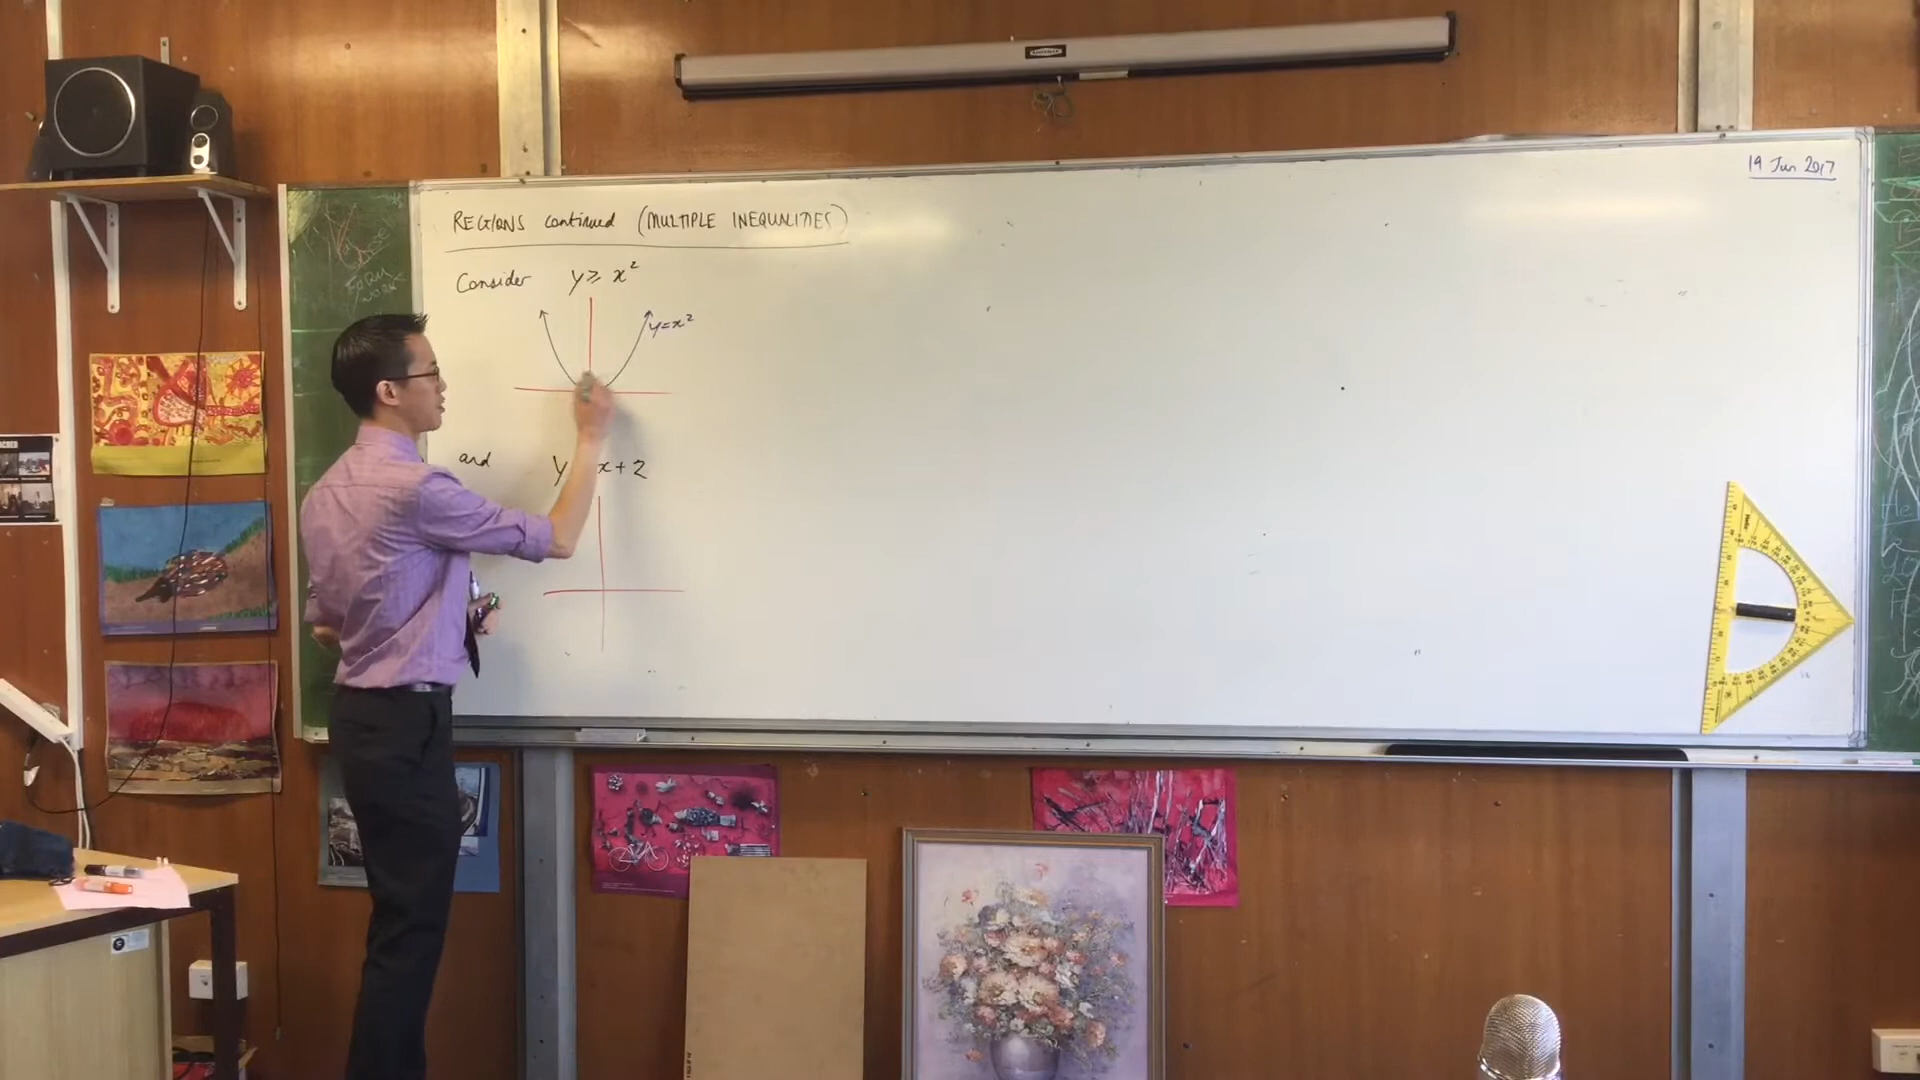 19 Jun 2017
REGIONS continued (MULTIPLE INEQUALITIES)
Consider y ≥ x²
y=x²
and y x + 2